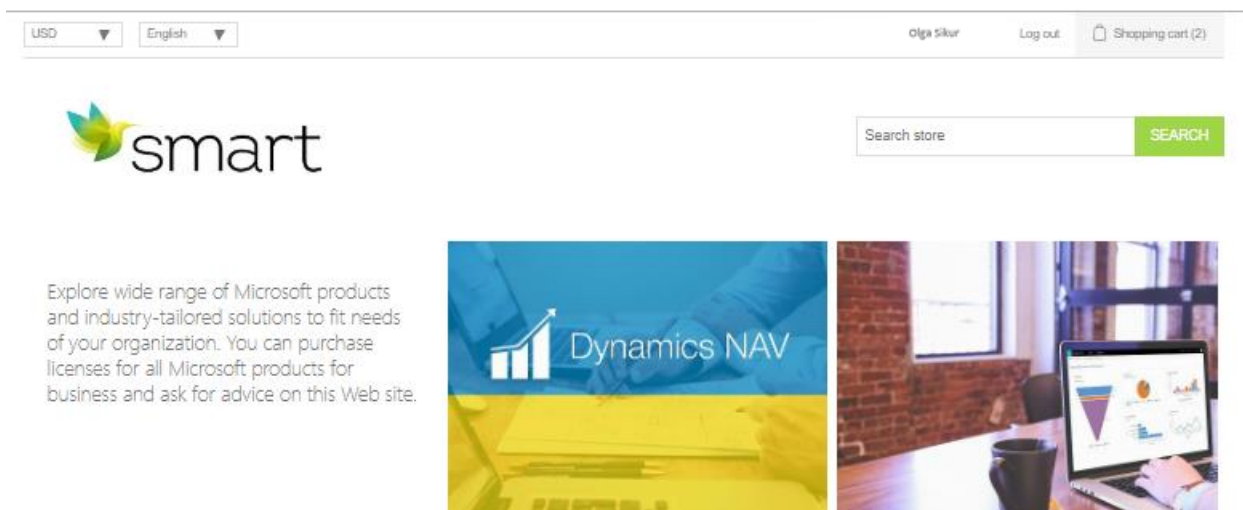 USD
English
Olga Sikur
Log out
Shopping cart (2)
smart
Search store
SEARCH
Explore wide range of Microsoft products
and industry-tailored solutions to fit needs
of your organization. You can purchase
licenses for all Microsoft products for
business and ask for advice on this Web site.
Dynamics NAV